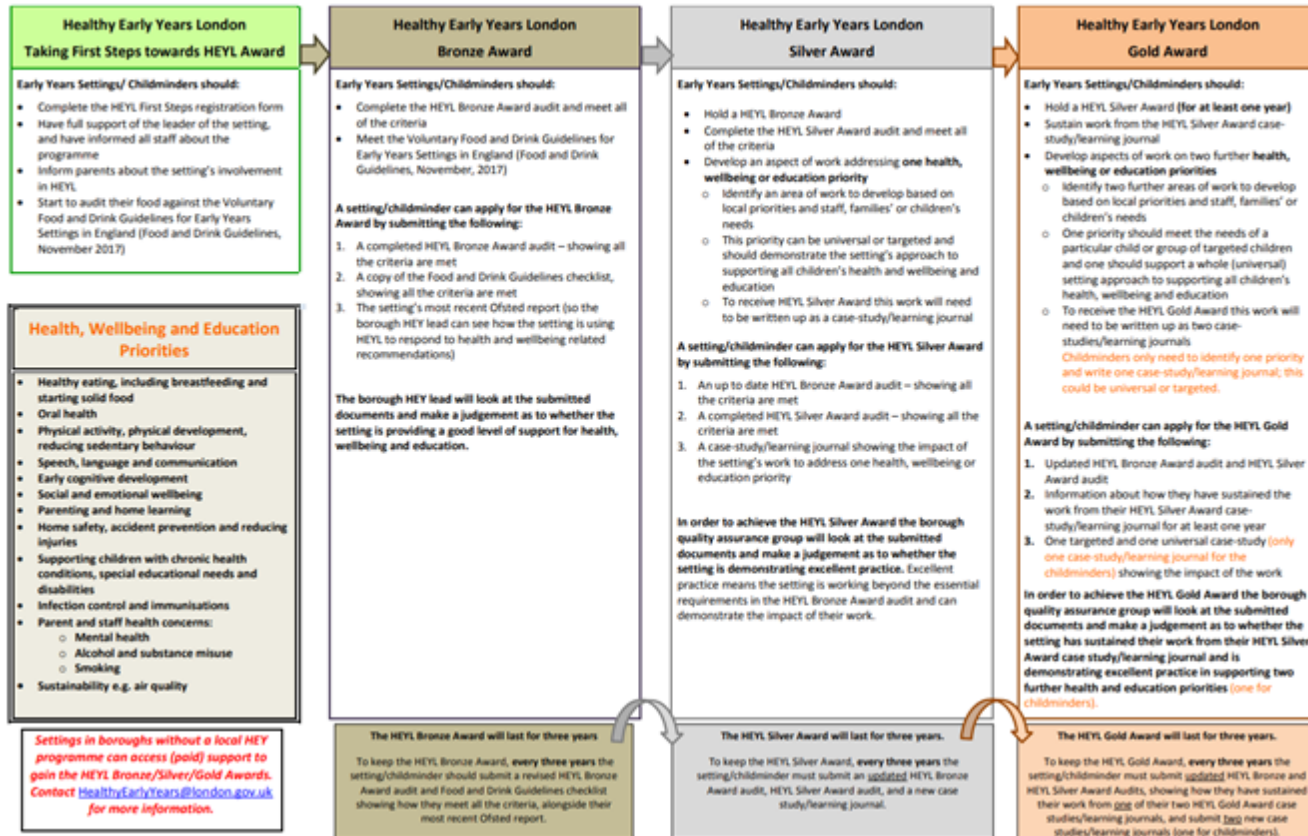 Healthy Early Years London
Taking First Steps towards HEYL Award
Early Years Settings/ Childminders should:
• Complete the HEYL First Steps registration form
• Have full support of the leader of the setting,
and have informed all staff about the
programme
• Inform parents about the setting's involvement
in HEYL
• Start to audit their food against the Voluntary
Food and Drink Guidelines for Early Years
Settings in England (Food and Drink Guidelines,
November 2017)
Health, Wellbeing and Education
Priorities
• Healthy eating, including breastfeeding and
starting solid food
• Oral health
• Physical activity, physical development,
reducing sedentary behaviour
• Speech, language and communication
• Early cognitive development
• Social and emotional wellbeing
• Parenting and home learning
• Home safety, accident prevention and reducing
injuries
• Supporting children with chronic health
conditions, special educational needs and
disabilities
• Infection control and immunisations
• Parent and staff health concerns:
o Mental health
o Alcohol and substance misuse
o Smoking
• Sustainability e.g. air quality
Settings in boroughs without a local HEY
programme can access (paid) support to
gain the HEYL Bronze/Silver/Gold Awards.
Contact HealthyEarlyYears@london.gov.uk
for more information.
Healthy Early Years London
Bronze Award
Early Years Settings/Childminders should:
• Complete the HEYL Bronze Award audit and meet all
of the criteria
• Meet the Voluntary Food and Drink Guidelines for
Early Years Settings in England (Food and Drink
Guidelines, November, 2017)
A setting/childminder can apply for the HEYL Bronze
Award by submitting the following:
1. A completed HEYL Bronze Award audit – showing all
the criteria are met
2. A copy of the Food and Drink Guidelines checklist,
showing all the criteria are met
3. The setting's most recent Ofsted report (so the
borough HEY lead can see how the setting is using
HEYL to respond to health and wellbeing related
recommendations)
The borough HEY lead will look at the submitted
documents and make a judgement as to whether the
setting is providing a good level of support for health,
wellbeing and education.
The HEYL Bronze Award will last for three years
To keep the HEYL Bronze Award, every three years the
setting/childminder should submit a revised HEYL Bronze
Award audit and Food and Drink Guidelines checklist
showing how they meet all the criteria, alongside their
most recent Ofsted report.
Healthy Early Years London
Silver Award
Early Years Settings/Childminders should:
• Hold a HEYL Bronze Award
• Complete the HEYL Silver Award audit and meet all
of the criteria
• Develop an aspect of work addressing one health,
wellbeing or education priority
o Identify an area of work to develop based on
local priorities and staff, families' or children's
needs
o This priority can be universal or targeted and
should demonstrate the setting's approach to
supporting all children's health and wellbeing and
education
o To receive HEYL Silver Award this work will need
to be written up as a case-study/learning journal
A setting/childminder can apply for the HEYL Silver Award
by submitting the following:
1. An up to date HEYL Bronze Award audit – showing all
the criteria are met
2. A completed HEYL Silver Award audit – showing all the
criteria are met
3. A case-study/learning journal showing the impact of
the setting's work to address one health, wellbeing or
education priority
In order to achieve the HEYL Silver Award the borough
quality assurance group will look at the submitted
documents and make a judgement as to whether the
setting is demonstrating excellent practice. Excellent
practice means the setting is working beyond the essential
requirements in the HEYL Bronze Award audit and can
demonstrate the impact of their work.
The HEYL Silver Award will last for three years.
To keep the HEYL Silver Award, every three years the
setting/childminder must submit an updated HEYL Bronze
Award audit, HEYL Silver Award audit, and a new case
study/learning journal.
Healthy Early Years London
Gold Award
Early Years Settings/Childminders should:
• Hold a HEYL Silver Award (for at least one year)
• Sustain work from the HEYL Silver Award case-
study/learning journal
• Develop aspects of work on two further health,
wellbeing or education priorities
o Identify two further areas of work to develop
based on local priorities and staff, families' or
children's needs
o One priority should meet the needs of a
particular child or group of targeted children
and one should support a whole (universal)
setting approach to supporting all children's
health, wellbeing and education
o To receive the HEYL Gold Award this work will
need to be written up as two case-
studies/learning journals
Childminders only need to identify one priority
and write one case-study/learning journal; this
could be universal or targeted.
A setting/childminder can apply for the HEYL Gold
Award by submitting the following:
1. Updated HEYL Bronze Award audit and HEYL Silver
Award audit
2. Information about how they have sustained the
work from their HEYL Silver Award case-
study/learning journal for at least one year
3. One targeted and one universal case-study (only
one case-study/learning journal for the
childminders) showing the impact of the work
In order to achieve the HEYL Gold Award the borough
quality assurance group will look at the submitted
documents and make a judgement as to whether the
setting has sustained their work from their HEYL Silver
Award case study/learning journal and is
demonstrating excellent practice in supporting two
further health and education priorities (one for
childminders).
The HEYL Gold Award will last for three years.
To keep the HEYL Gold Award, every three years the
setting/childminder must submit updated HEYL Bronze and
HEYL Silver Award Audits, showing how they have sustained
their work from one of their two HEYL Gold Award case
studies/learning journals, and submit two new case
studies/learning journals (one for childminders).